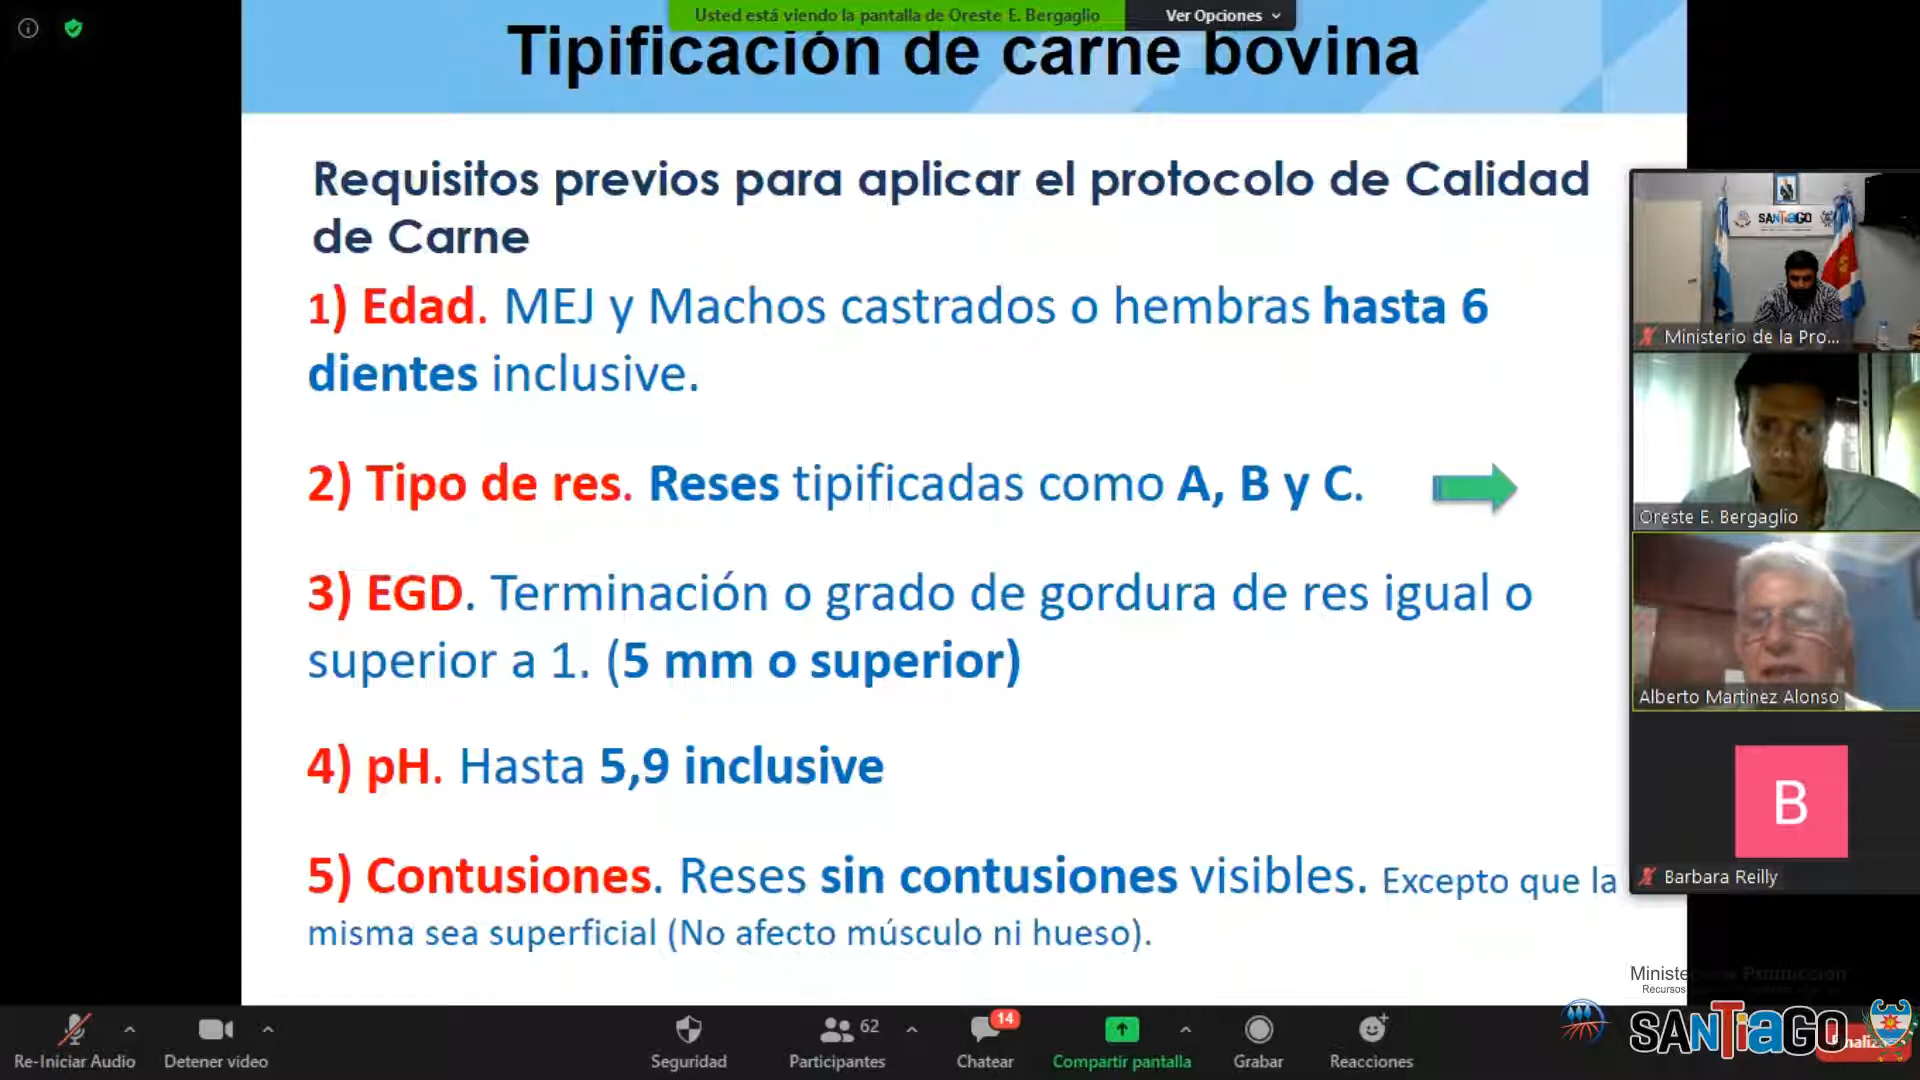 Usted está viendo la pantalla de Oreste E. Bergaglio
Ver Opciones
Tipificación de carne bovina
Requisitos previos para aplicar el protocolo de Calidad
de Carne
1) Edad. MEJ y Machos castrados o hembras hasta 6
dientes inclusive.
2) Tipo de res. Reses tipificadas como A, B y C.
3) EGD. Terminación o grado de gordura de res igual o
superior a 1. (5 mm o superior)
4) pH. Hasta 5,9 inclusive
5) Contusiones. Reses sin contusiones visibles. Excepto que la
misma sea superficial (No afecto músculo ni hueso).
SANTiAGO
Ministerio de la Pro...
Oreste E. Bergaglio
Alberto Martinez Alonso
B
Barbara Reilly
Producción
Recursos
SANTiAGO
Re-Iniciar Audio
Detener video
Seguridad
62
Participantes
14
Chatear
Compartir pantalla
Grabar
Reacciones